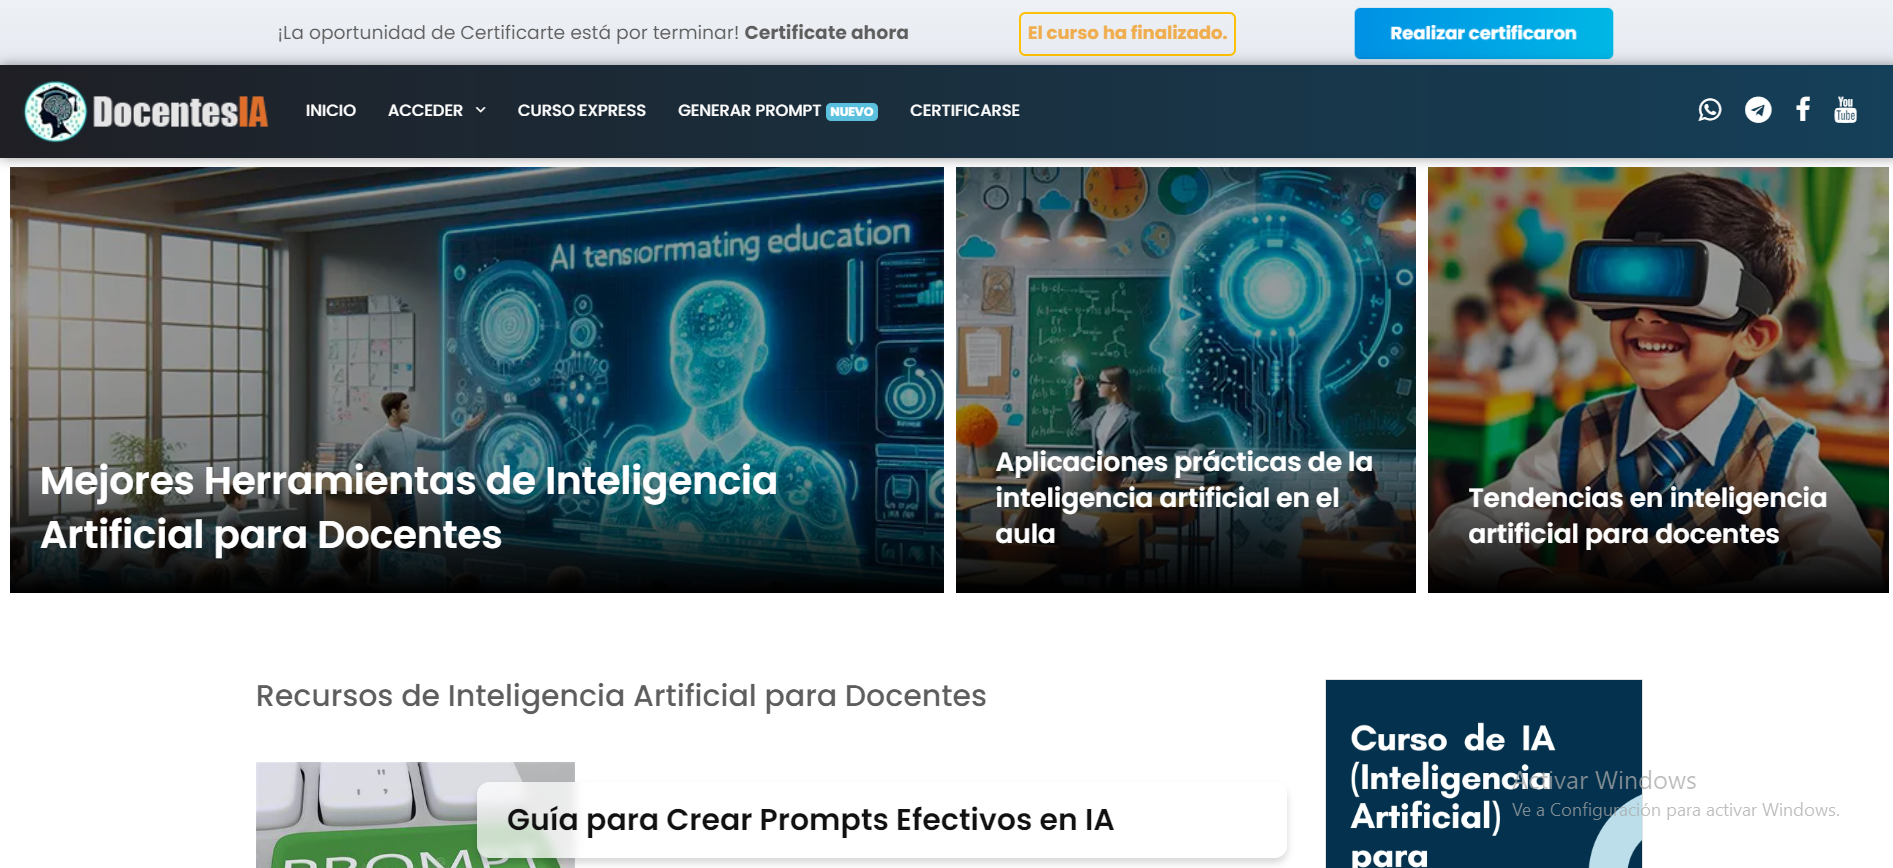 ¡La oportunidad de Certificarte está por terminar! Certificate ahora
El curso ha finalizado.
Realizar certificaron
DocentesIA
INICIO
ACCEDER
CURSO EXPRESS
GENERAR PROMPT NUEVO
CERTIFICARSE
You
Tube
AI tensiormating education
Mejores Herramientas de Inteligencia
Artificial para Docentes
Aplicaciones prácticas de la
inteligencia artificial en el
aula
Tendencias en inteligencia
artificial para docentes
Recursos de Inteligencia Artificial para Docentes
PROMPT
Guía para Crear Prompts Efectivos en IA
Curso de IA
(Inteligencia
Artificial)
para
Activar Windows
Ve a Configuración para activar Windows.